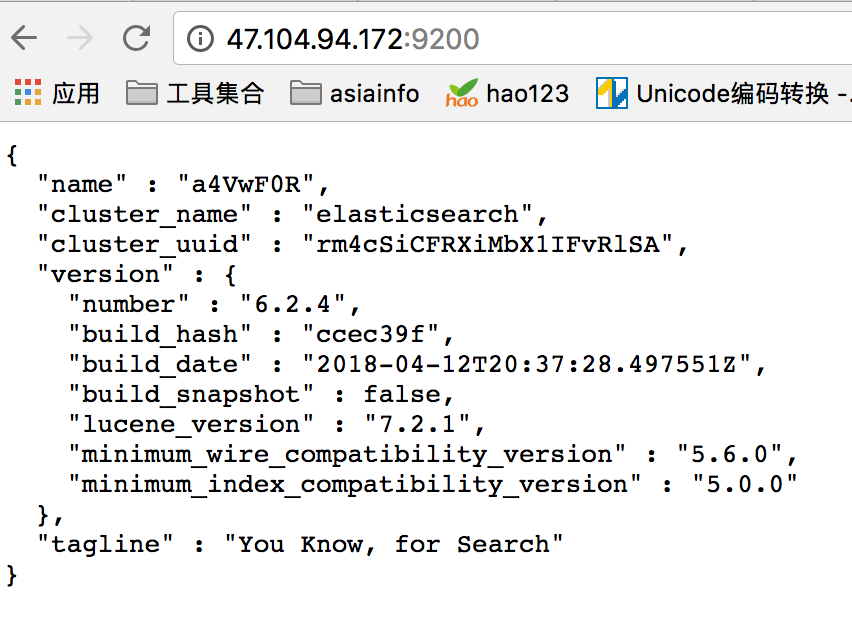 47.104.94.172:9200
应用 工具集合 asiainfo hao hao123 Unicode编码转换 -
{
"name" : "a4VwF0R",
"cluster_name" : "elasticsearch",
"cluster_uuid" : "rm4cSiCFRXiMbX1IFvRlSA",
"version" : {
"number" : "6.2.4",
"build_hash" : "ccec39f",
"build_date" : "2018-04-12T20:37:28.497551Z",
"build_snapshot" : false,
"lucene_version" : "7.2.1",
"minimum_wire_compatibility_version" : "5.6.0",
"minimum_index_compatibility_version" : "5.0.0"
},
"tagline" : "You Know, for Search"
}